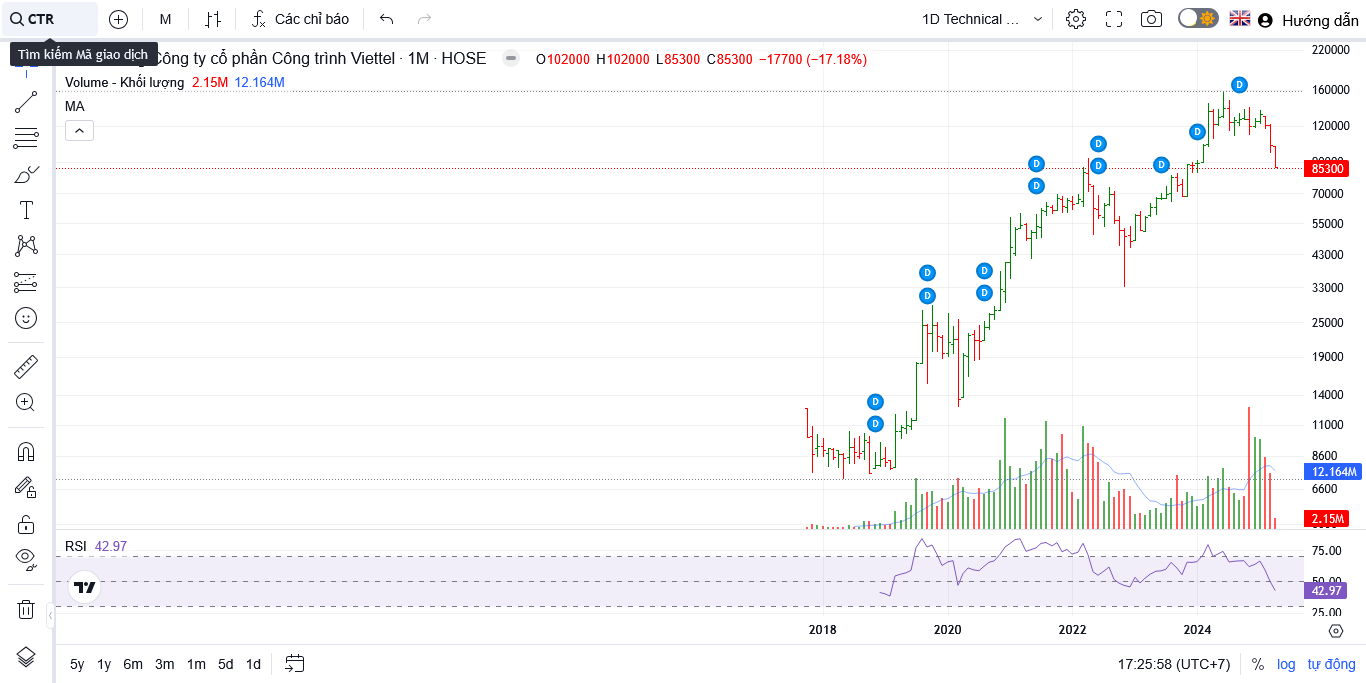 CTR M Các chỉ báo 1D Technical ... Hướng dẫn
Tìm kiếm Mã giao dịch
Công ty cổ phần Công trình Viettel · 1M · HOSE O102000 H102000 L85300 C85300 −17700 (−17.18%)
Volume - Khối lượng 2.15M 12.164M
MA
220000
160000
120000
85300
70000
55000
43000
33000
25000
19000
14000
11000
8600
12.164M
6600
2.15M
D
D
D
D
D
D
D
D
D
D
D
D
RSI 42.97
75.00
50.00
42.97
25.00
2018 2020 2022 2024
5y 1y 6m 3m 1m 5d 1d 17:25:58 (UTC+7) % log tự động